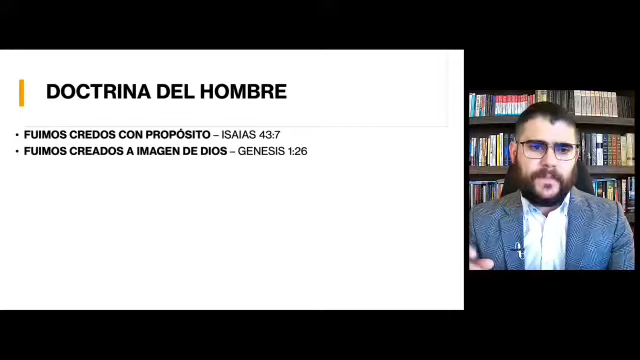 DOCTRINA DEL HOMBRE
• FUIMOS CREDOS CON PROPÓSITO – ISAIAS 43:7
• FUIMOS CREADOS A IMAGEN DE DIOS – GENESIS 1:26